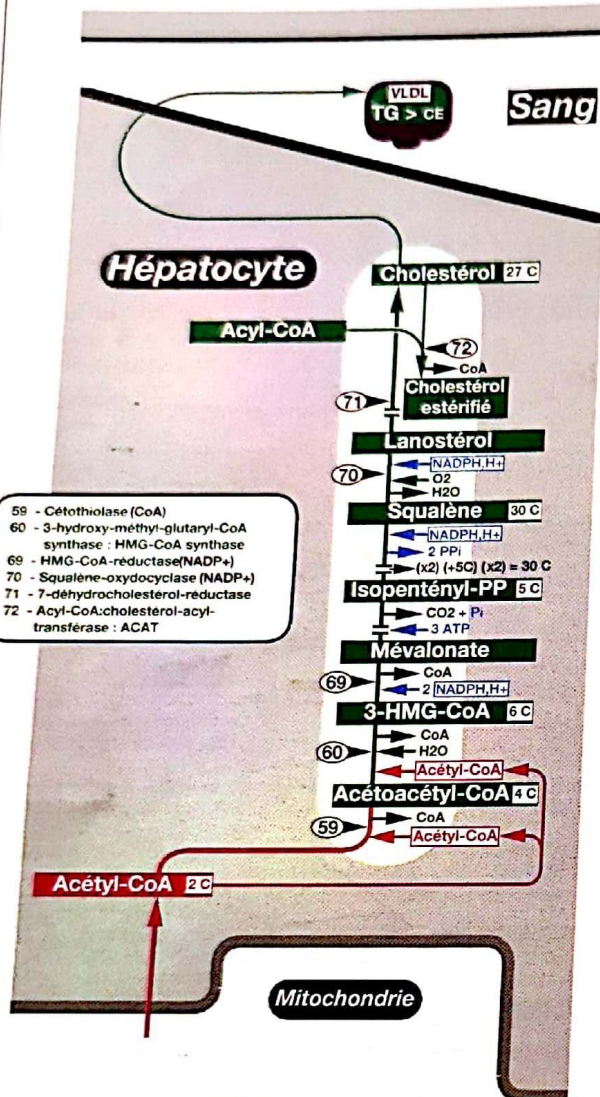 VLDL
TG > CE
Sang
Hépatocyte
Cholestérol 27 C
Acyl-CoA
72
CoA
Cholestérol
estérifié
71
Lanostérol
NADPH,H+
70
O2
H2O
Squalène 30 C
NADPH,H+
2 PPi
(x2) (+5C) (x2) = 30 C
Isopentényl-PP 5 C
CO2 + Pi
3 ATP
Mévalonate
CoA
69
2 NADPH,H+
3-HMG-CoA 6 C
CoA
60
H2O
Acétyl-CoA
Acétoacétyl-CoA 4 C
59
CoA
Acétyl-CoA
Acétyl-CoA 2 C
Mitochondrie
59 - Cétothiolase (CoA)
60 - 3-hydroxy-méthyl-glutaryl-CoA
synthase : HMG-CoA synthase
69 - HMG-CoA-réductase(NADP+)
70 - Squalène-oxydocyclase (NADP+)
71 - 7-déhydrocholestérol-réductase
72 - Acyl-CoA:cholestérol-acyl-
transférase : ACAT